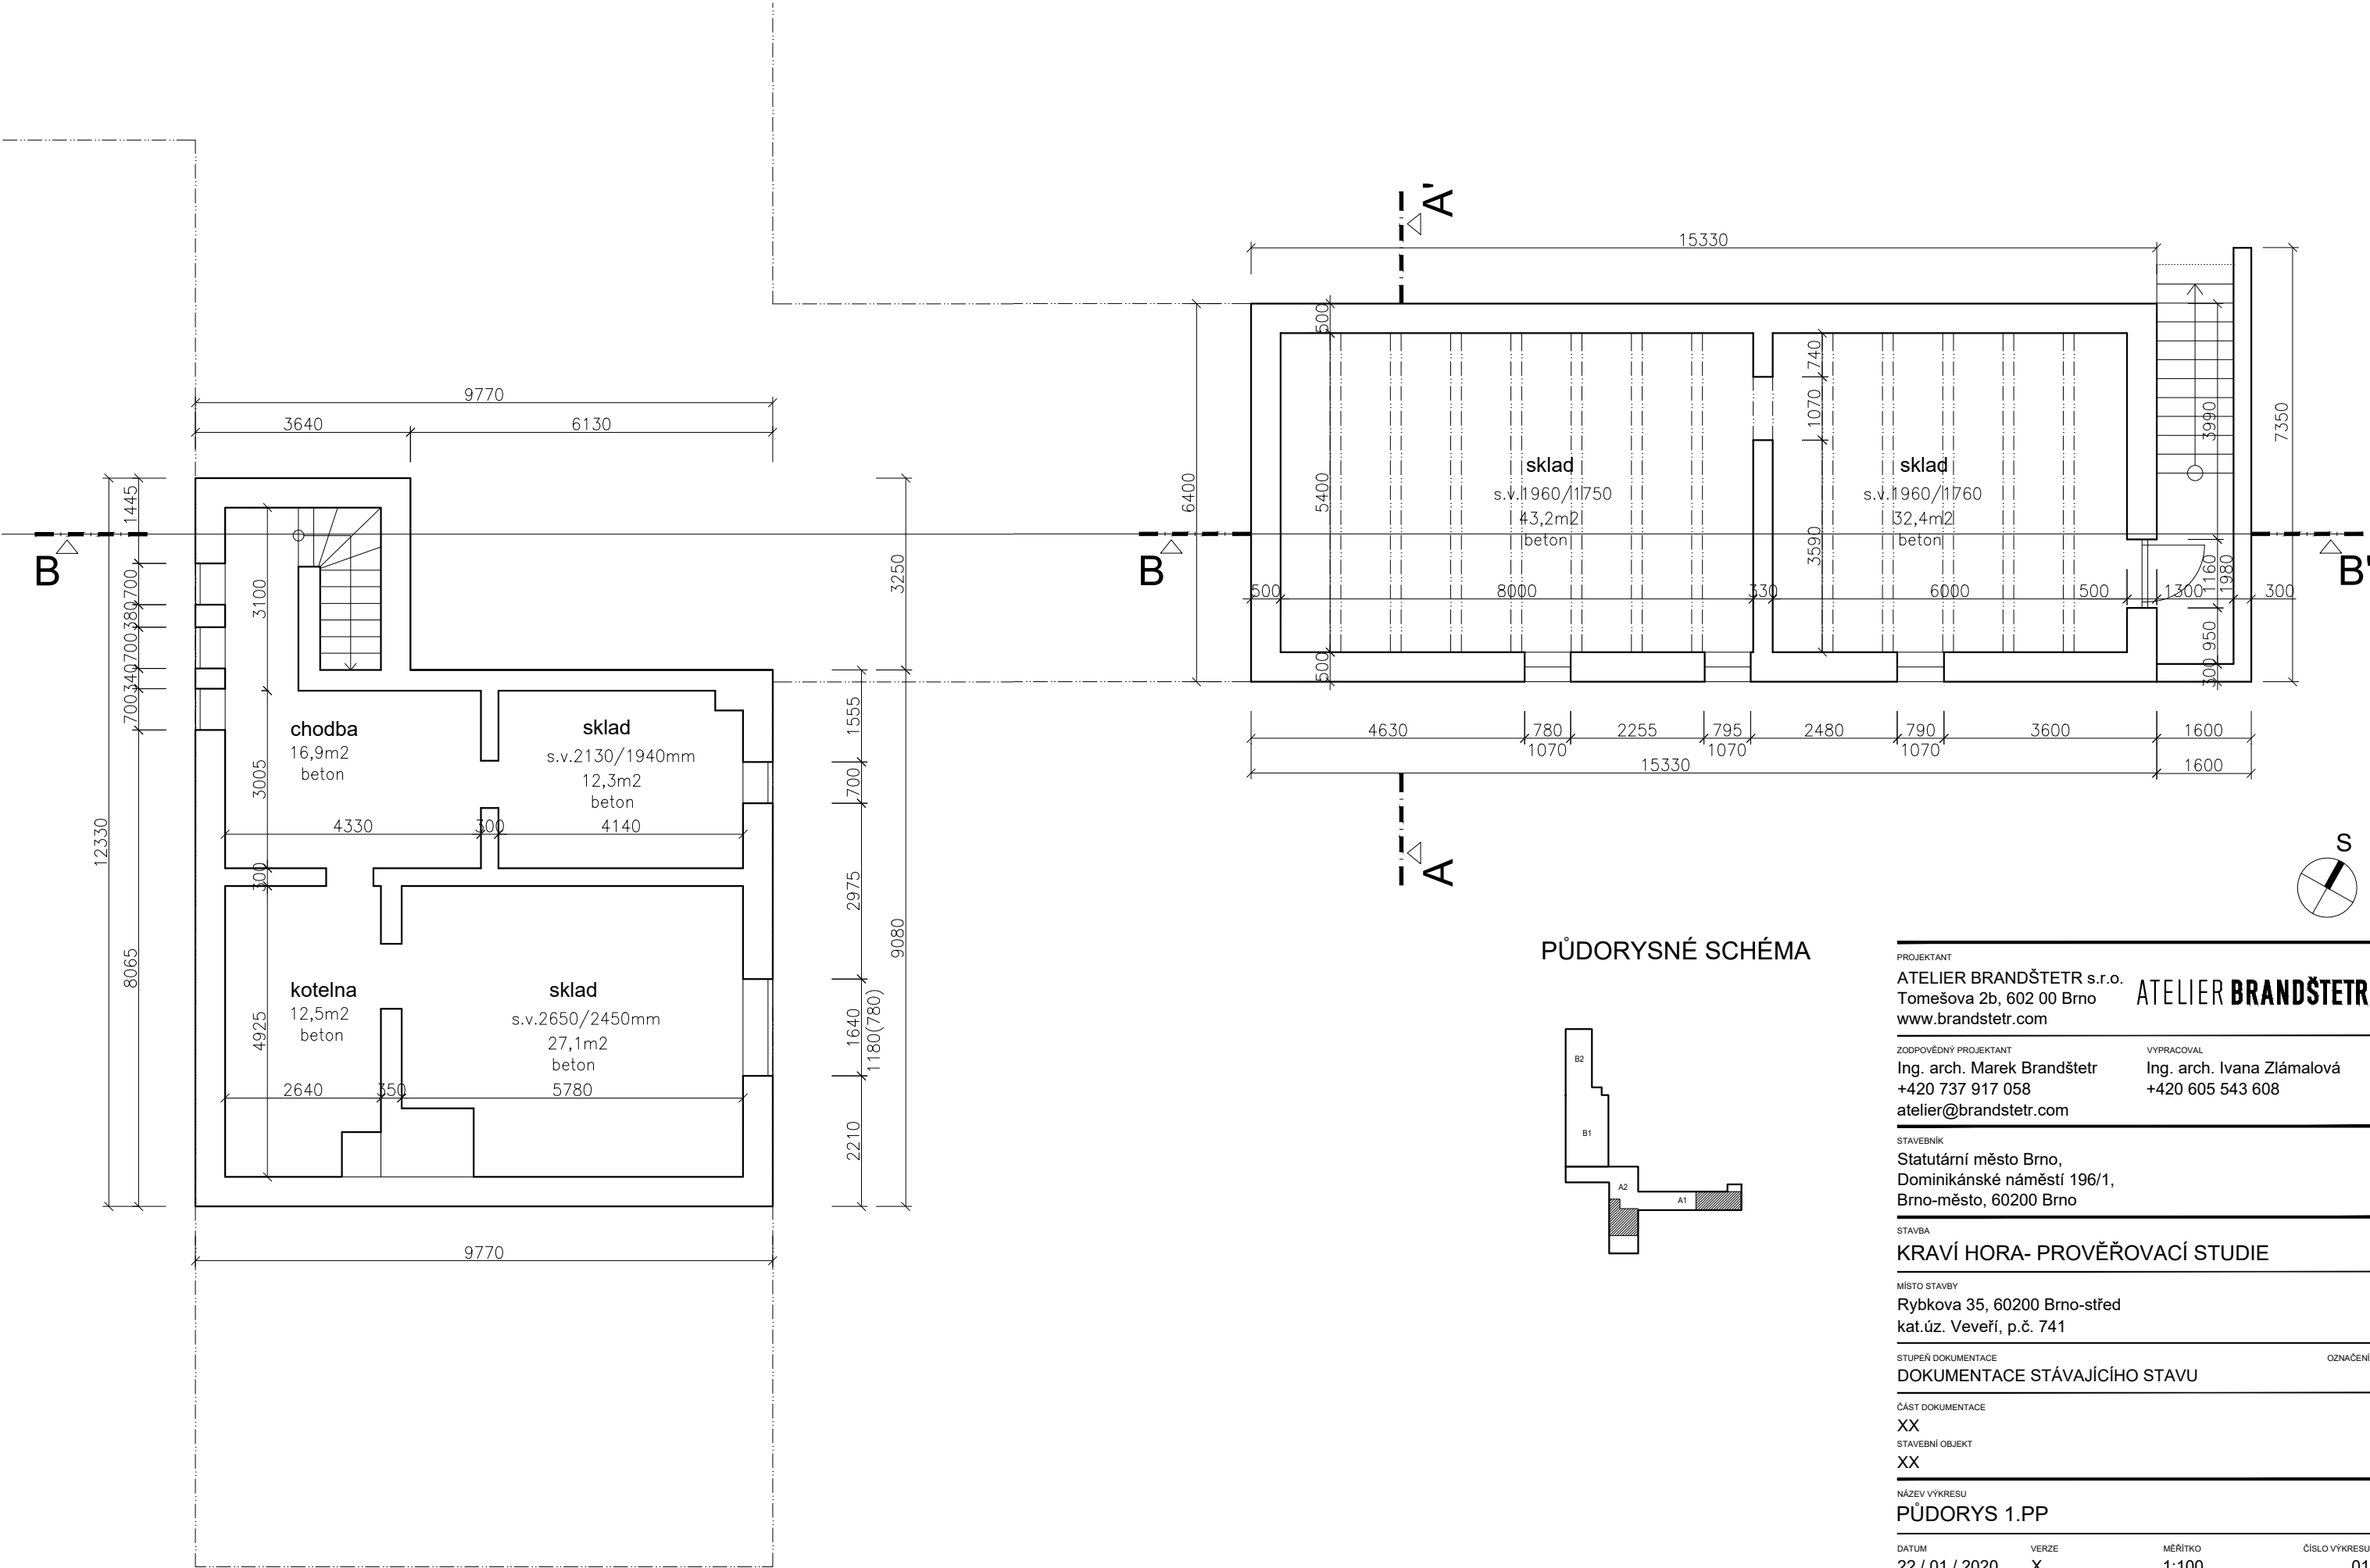 A'
15330
9770
3640
6130
500
740
1070
3990
7350
6400
5400
3590
sklad
s.v.1960/1750
43,2m2
beton
sklad
s.v.1960/1760
32,4m2
beton
B
B
B'
500
8000
330
6000
500
1300
300
1160
1980
950
300
500
1445
700
380
700
340
700
3100
3250
chodba
16,9m2
beton
sklad
s.v.2130/1940mm
12,3m2
beton
1555
700
4630
780
1070
2255
795
1070
2480
790
1070
3600
1600
15330
1600
3005
4330
300
4140
12330
300
2975
A
S
8065
9080
4925
kotelna
12,5m2
beton
sklad
s.v.2650/2450mm
27,1m2
beton
1640
1180(780)
2640
350
5780
2210
9770
PŮDORYSNÉ SCHÉMA
B2
B1
A2
A1
PROJEKTANT
ATELIER BRANDŠTETR s.r.o.
Tomešova 2b, 602 00 Brno
www.brandstetr.com
ATELIER BRANDŠTETR
ZODPOVĚDNÝ PROJEKTANT
Ing. arch. Marek Brandštetr
+420 737 917 058
atelier@brandstetr.com
VYPRACOVAL
Ing. arch. Ivana Zlámalová
+420 605 543 608
STAVEBNÍK
Statutární město Brno,
Dominikánské náměstí 196/1,
Brno-město, 60200 Brno
STAVBA
KRAVÍ HORA- PROVĚŘOVACÍ STUDIE
MÍSTO STAVBY
Rybkova 35, 60200 Brno-střed
kat.úz. Veveří, p.č. 741
STUPEŇ DOKUMENTACE OZNAČENÍ
DOKUMENTACE STÁVAJÍCÍHO STAVU
ČÁST DOKUMENTACE
XX
STAVEBNÍ OBJEKT
XX
NÁZEV VÝKRESU
PŮDORYS 1.PP
DATUM VERZE MĚŘÍTKO ČÍSLO VÝKRESU
22 / 01 / 2020 X 1:100 01